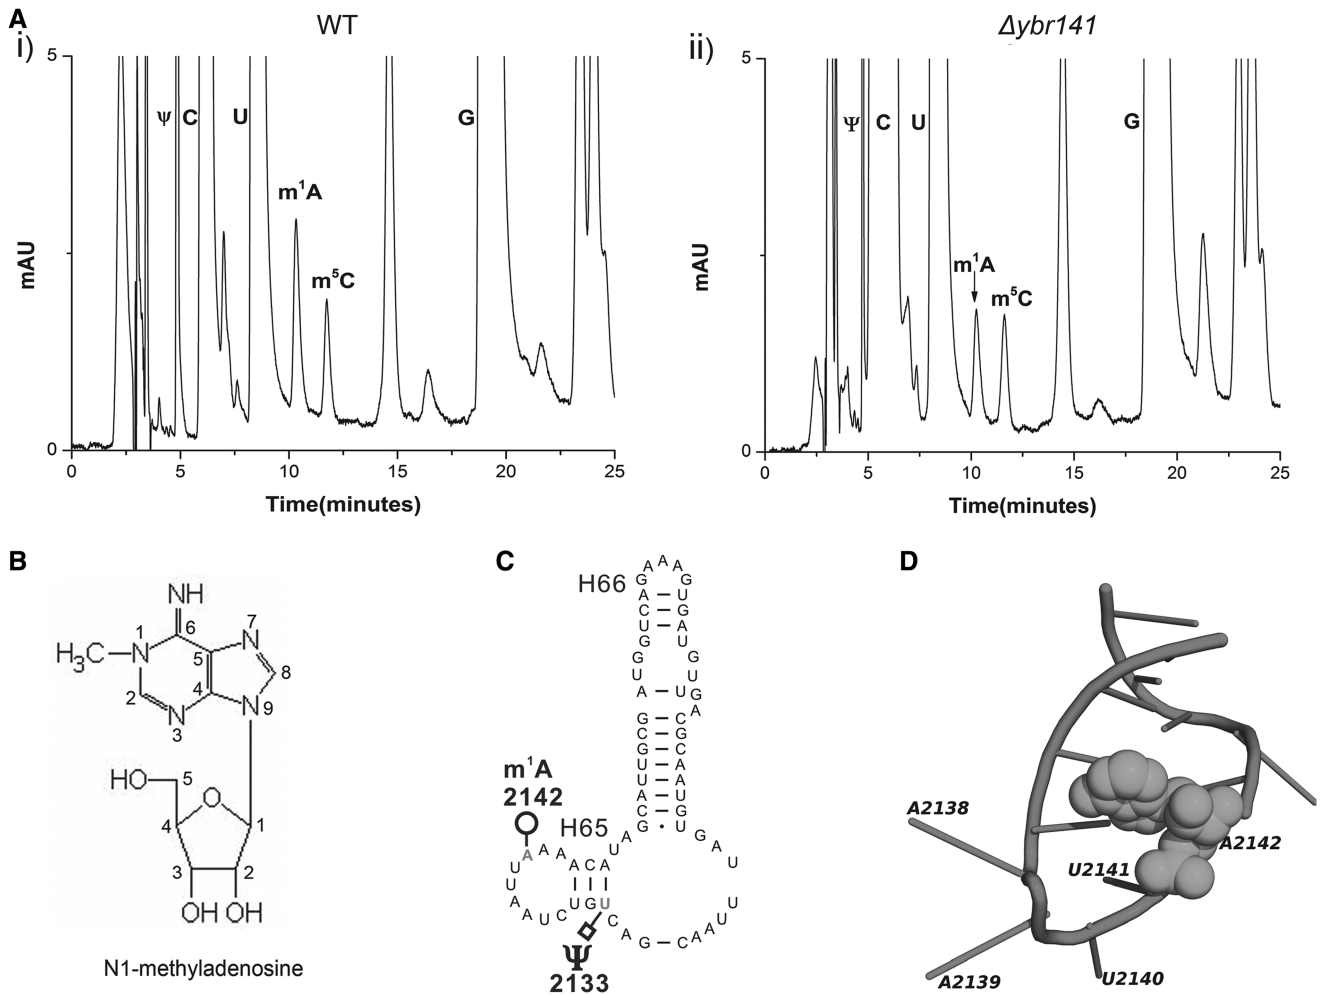 A
WT
Δybr141
i)
ii)
5
ψ C U G
m¹A
m⁵C
mAU
0
0 5 10 15 20 25
Time(minutes)
5
Ψ C U G
m¹A
m⁵C
mAU
0
0 5 10 15 20 25
Time(minutes)
B
NH
H₃C
N
N
N
N
1
2
3
4
5
6
7
8
9
HO
5
O
4
1
3
2
OH OH
N1-methyladenosine
C
H66
H65
m¹A
2142
Ψ
2133
D
A2138
A2142
U2141
A2139
U2140